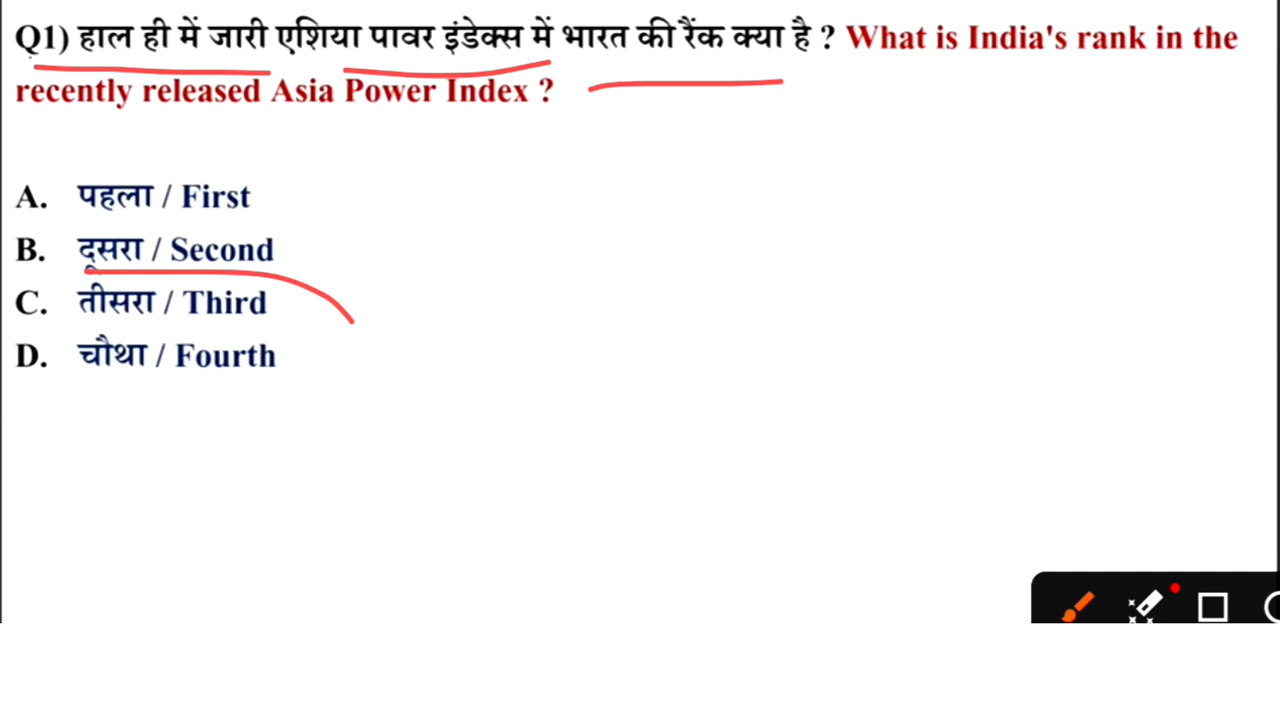 Q1) हाल ही में जारी एशिया पावर इंडेक्स में भारत की रैंक क्या है ? What is India's rank in the
recently released Asia Power Index ?
A. पहला / First
B. दूसरा / Second
C. तीसरा / Third
D. चौथा / Fourth